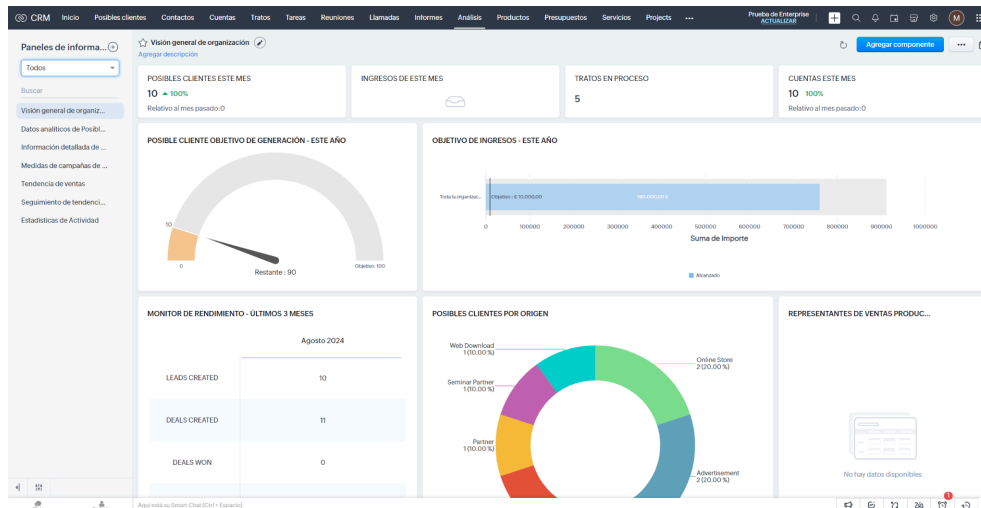 CRM Inicio Posibles clientes Contactos Cuentas Tratos Tareas Reuniones Llamadas Informes Análisis Productos Presupuestos Servicios Projects ••• Prueba de Enterprise
ACTUALIZAR
M
Paneles de informa...
Todos
Buscar
Visión general de organiz...
Datos analíticos de Posibl...
Información detallada de ...
Medidas de campañas de ...
Tendencia de ventas
Seguimiento de tendenci...
Estadísticas de Actividad
Visión general de organización
Agregar descripción
Agregar componente
POSIBLES CLIENTES ESTE MES
10 100%
Relativo al mes pasado:0
INGRESOS DE ESTE MES
TRATOS EN PROCESO
5
CUENTAS ESTE MES
10 100%
Relativo al mes pasado:0
POSIBLE CLIENTE OBJETIVO DE GENERACIÓN - ESTE AÑO
10
0
Objetivo: 100
Restante : 90
OBJETIVO DE INGRESOS - ESTE AÑO
Toda la organizac...
Objetivo : € 10.000,00
0 100000 200000 300000 400000 500000 600000 700000 800000 900000 1000000
Suma de Importe
Alcanzado
MONITOR DE RENDIMIENTO - ÚLTIMOS 3 MESES
Agosto 2024
LEADS CREATED 10
DEALS CREATED 11
DEALS WON 0
POSIBLES CLIENTES POR ORIGEN
Web Download
1 (10.00 %)
Online Store
2 (20.00 %)
Seminar Partner
1 (10.00 %)
Partner
1 (10.00 %)
Advertisement
2 (20.00 %)
REPRESENTANTES DE VENTAS PRODUC...
No hay datos disponibles
Aquí está su Smart Chat (Ctrl + Espacio)
1